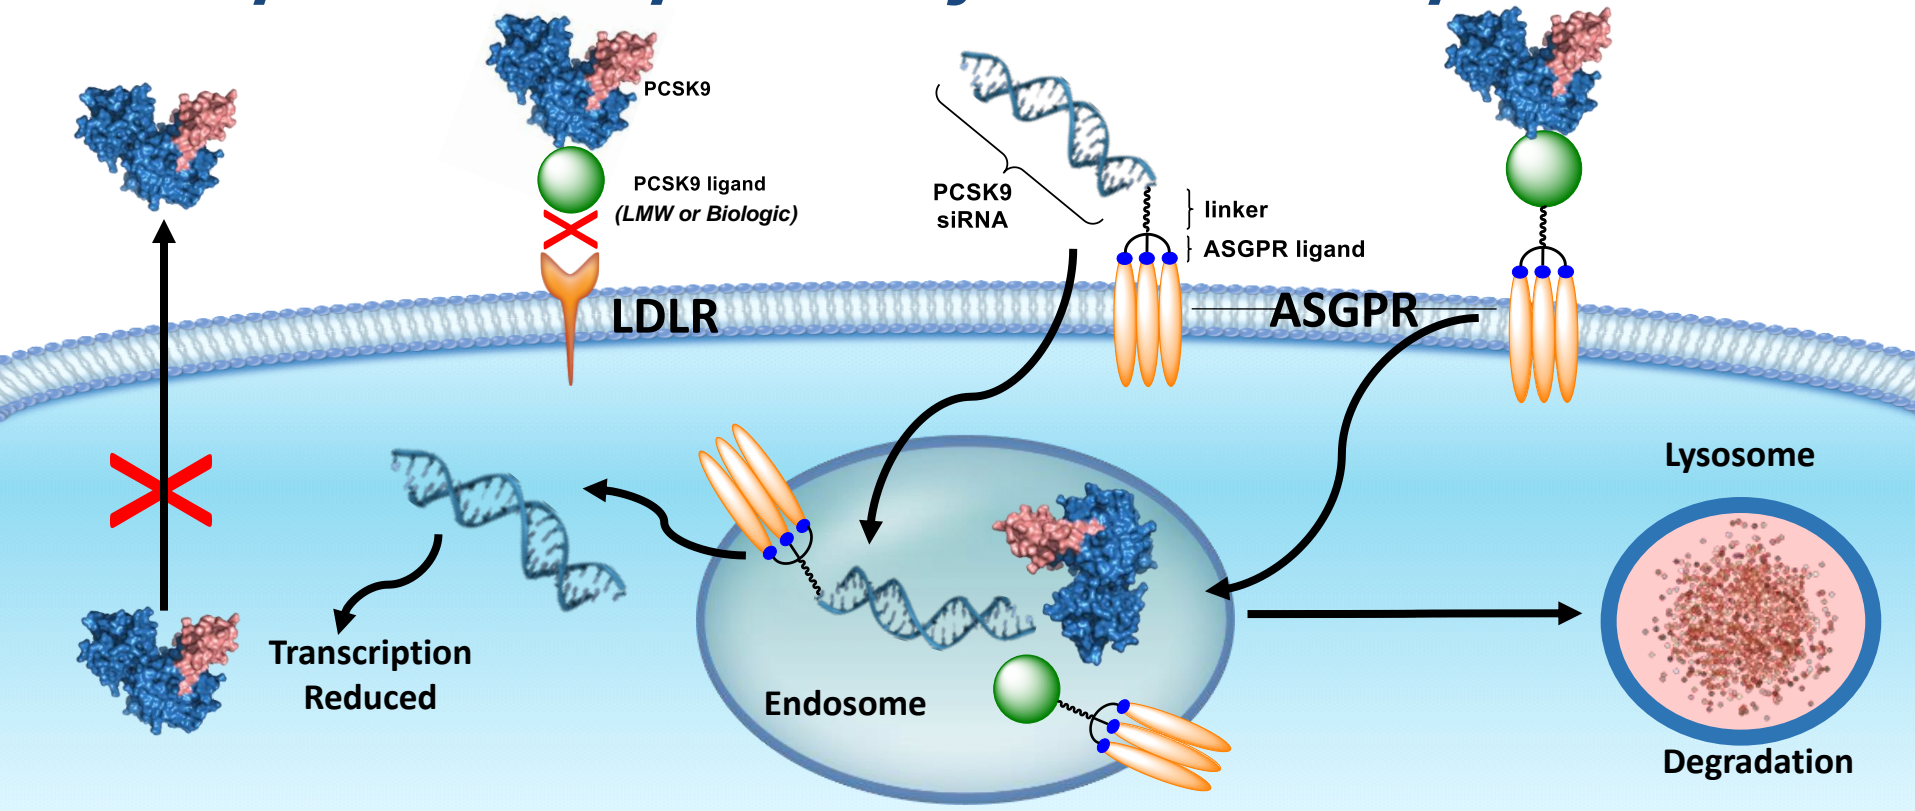 PCSK9
PCSK9 ligand
(LMW or Biologic)
PCSK9
siRNA
linker
ASGPR ligand
LDLR
ASGPR
Lysosome
Transcription
Reduced
Endosome
Degradation